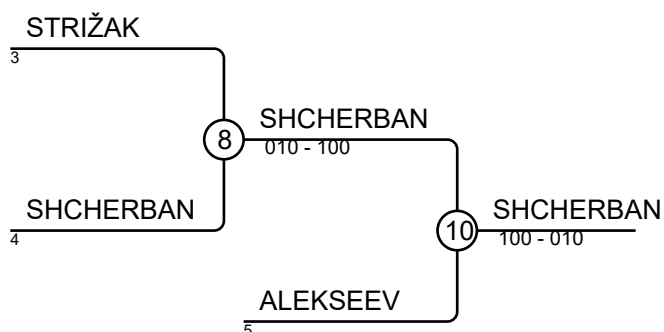 STRIŽAK
3
8
SHCHERBAN
010 - 100
SHCHERBAN
4
10
SHCHERBAN
100 - 010
ALEKSEEV
5